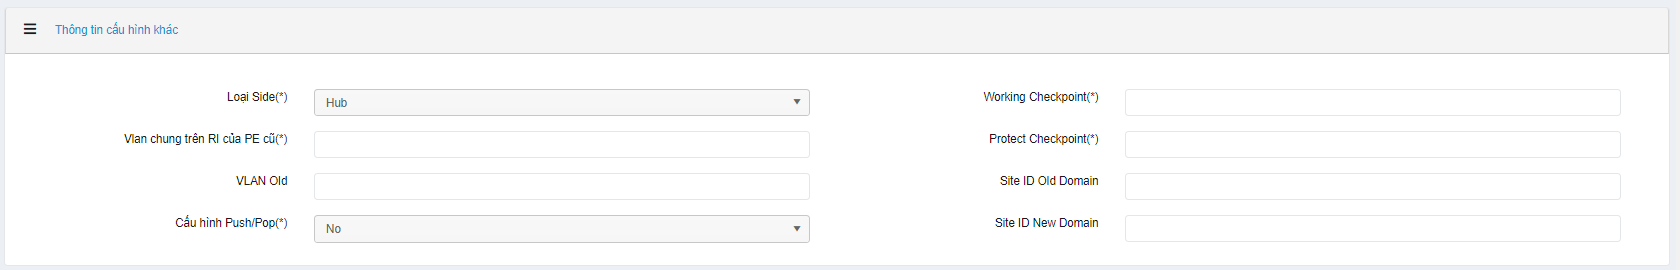 Thông tin cấu hình khác
Loại Side(*)
Hub
Working Checkpoint(*)
Vlan chung trên RI của PE cũ(*)
Protect Checkpoint(*)
VLAN Old
Site ID Old Domain
Cấu hình Push/Pop(*)
No
Site ID New Domain